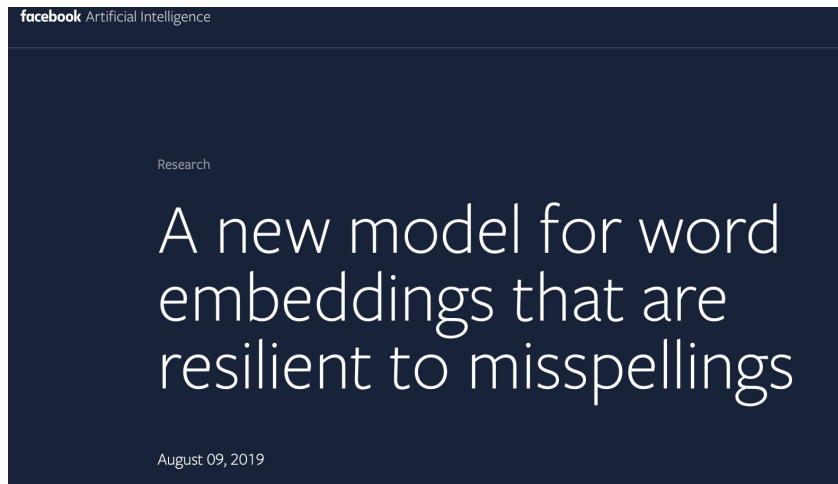 facebook Artificial Intelligence
Research
A new model for word
embeddings that are
resilient to misspellings
August 09, 2019